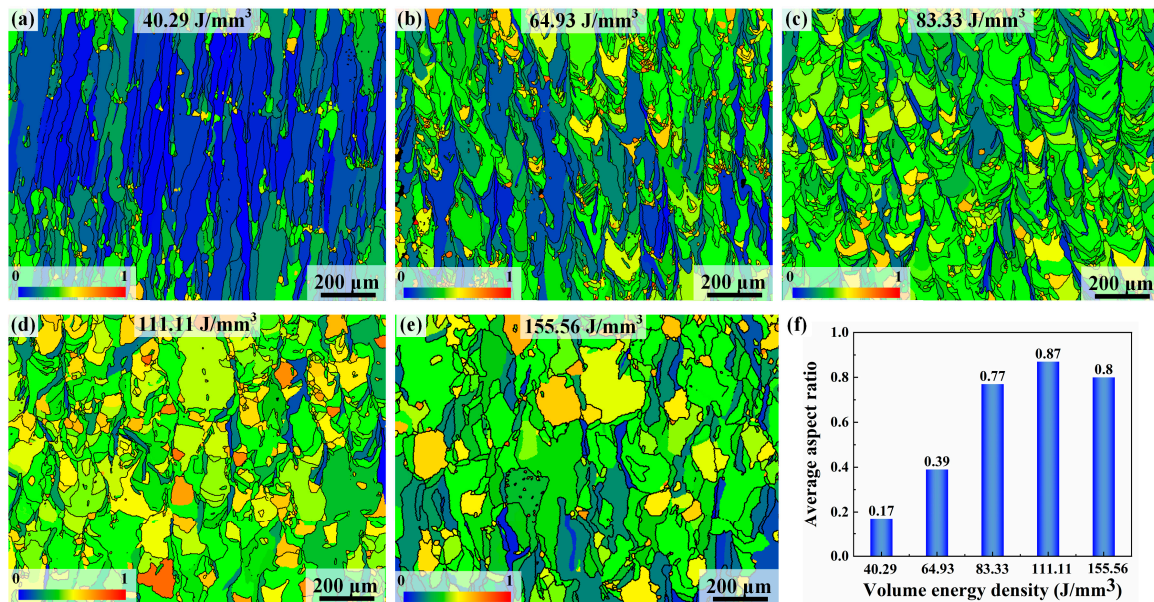 (a) 40.29 J/mm³
0 1 200 µm
(b) 64.93 J/mm³
0 1 200 µm
(c) 83.33 J/mm³
0 1 200 µm
(d) 111.11 J/mm³
0 1 200 µm
(e) 155.56 J/mm³
0 1 200 µm
(f)
Average aspect ratio
1.0
0.8
0.6
0.4
0.2
0.0
0.17
0.39
0.77
0.87
0.8
40.29 64.93 83.33 111.11 155.56
Volume energy density (J/mm³)